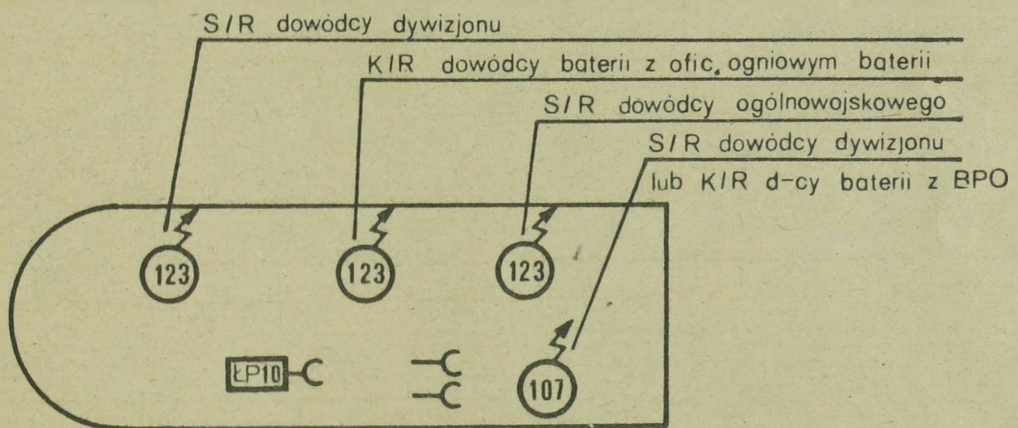 S/R dowódcy dywizjonu
K/R dowódcy baterii z ofic. ogniowym baterii
S/R dowódcy ogólnowojskowego
S/R dowódcy dywizjonu
lub K/R d-cy baterii z BPO
123
123
123
ŁP10
107